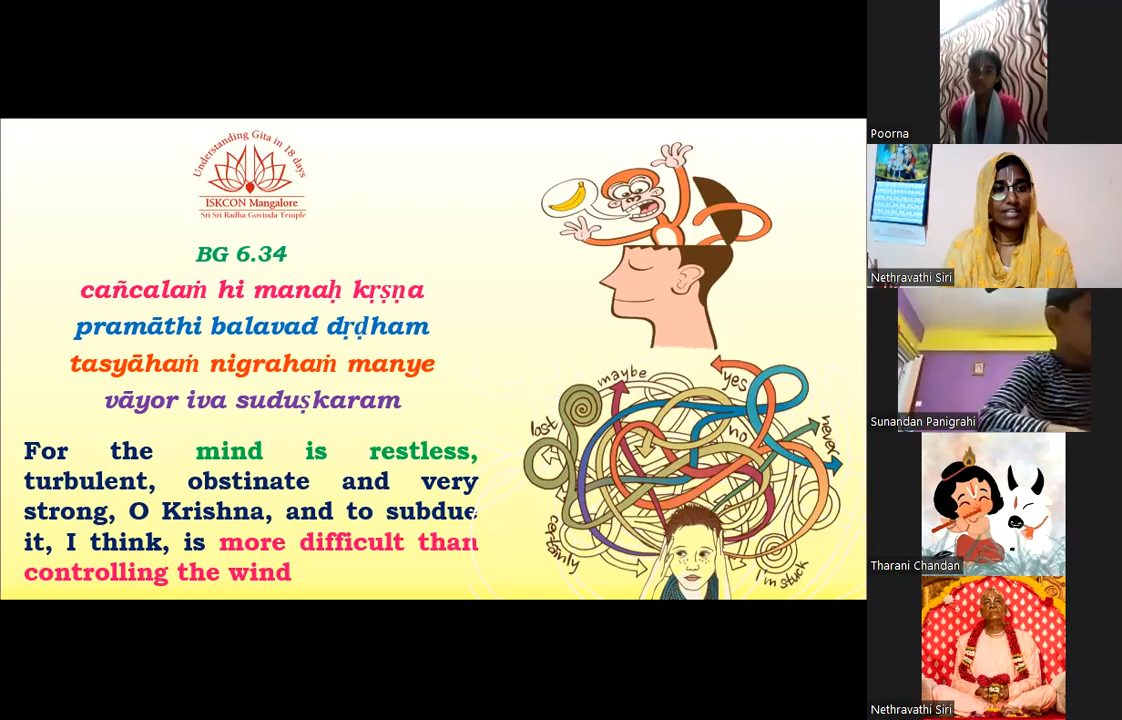 Understanding Gita in 18 days
ISKCON Mangalore
Sri Sri Radha Govinda Temple
BG 6.34
cañcalaṁ hi manaḥ kṛṣṇa
pramāthi balavad dṛḍham
tasyāhaṁ nigrahaṁ manye
vāyor iva suduṣkaram
For the mind is restless,
turbulent, obstinate and very
strong, O Krishna, and to subdue
it, I think, is more difficult than
controlling the wind
maybe
yes
lost
no
never
certainly
I'm stuck
Poorna
Nethravathi Siri
Sunandan Panigrahi
Tharani Chandan
Nethravathi Siri